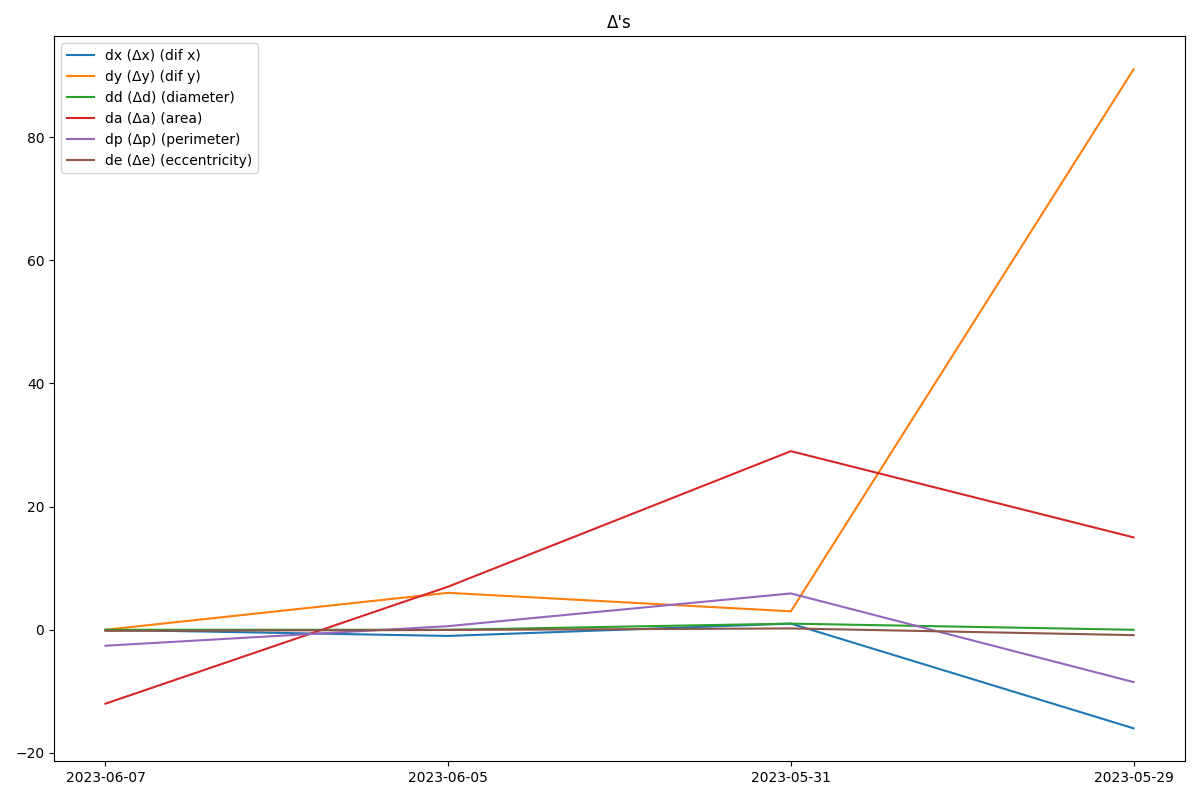 Δ's
dx (Δx) (dif x)
dy (Δy) (dif y)
dd (Δd) (diameter)
da (Δa) (area)
dp (Δp) (perimeter)
de (Δe) (eccentricity)
80
60
40
20
0
−20
2023-06-07 2023-06-05 2023-05-31 2023-05-29